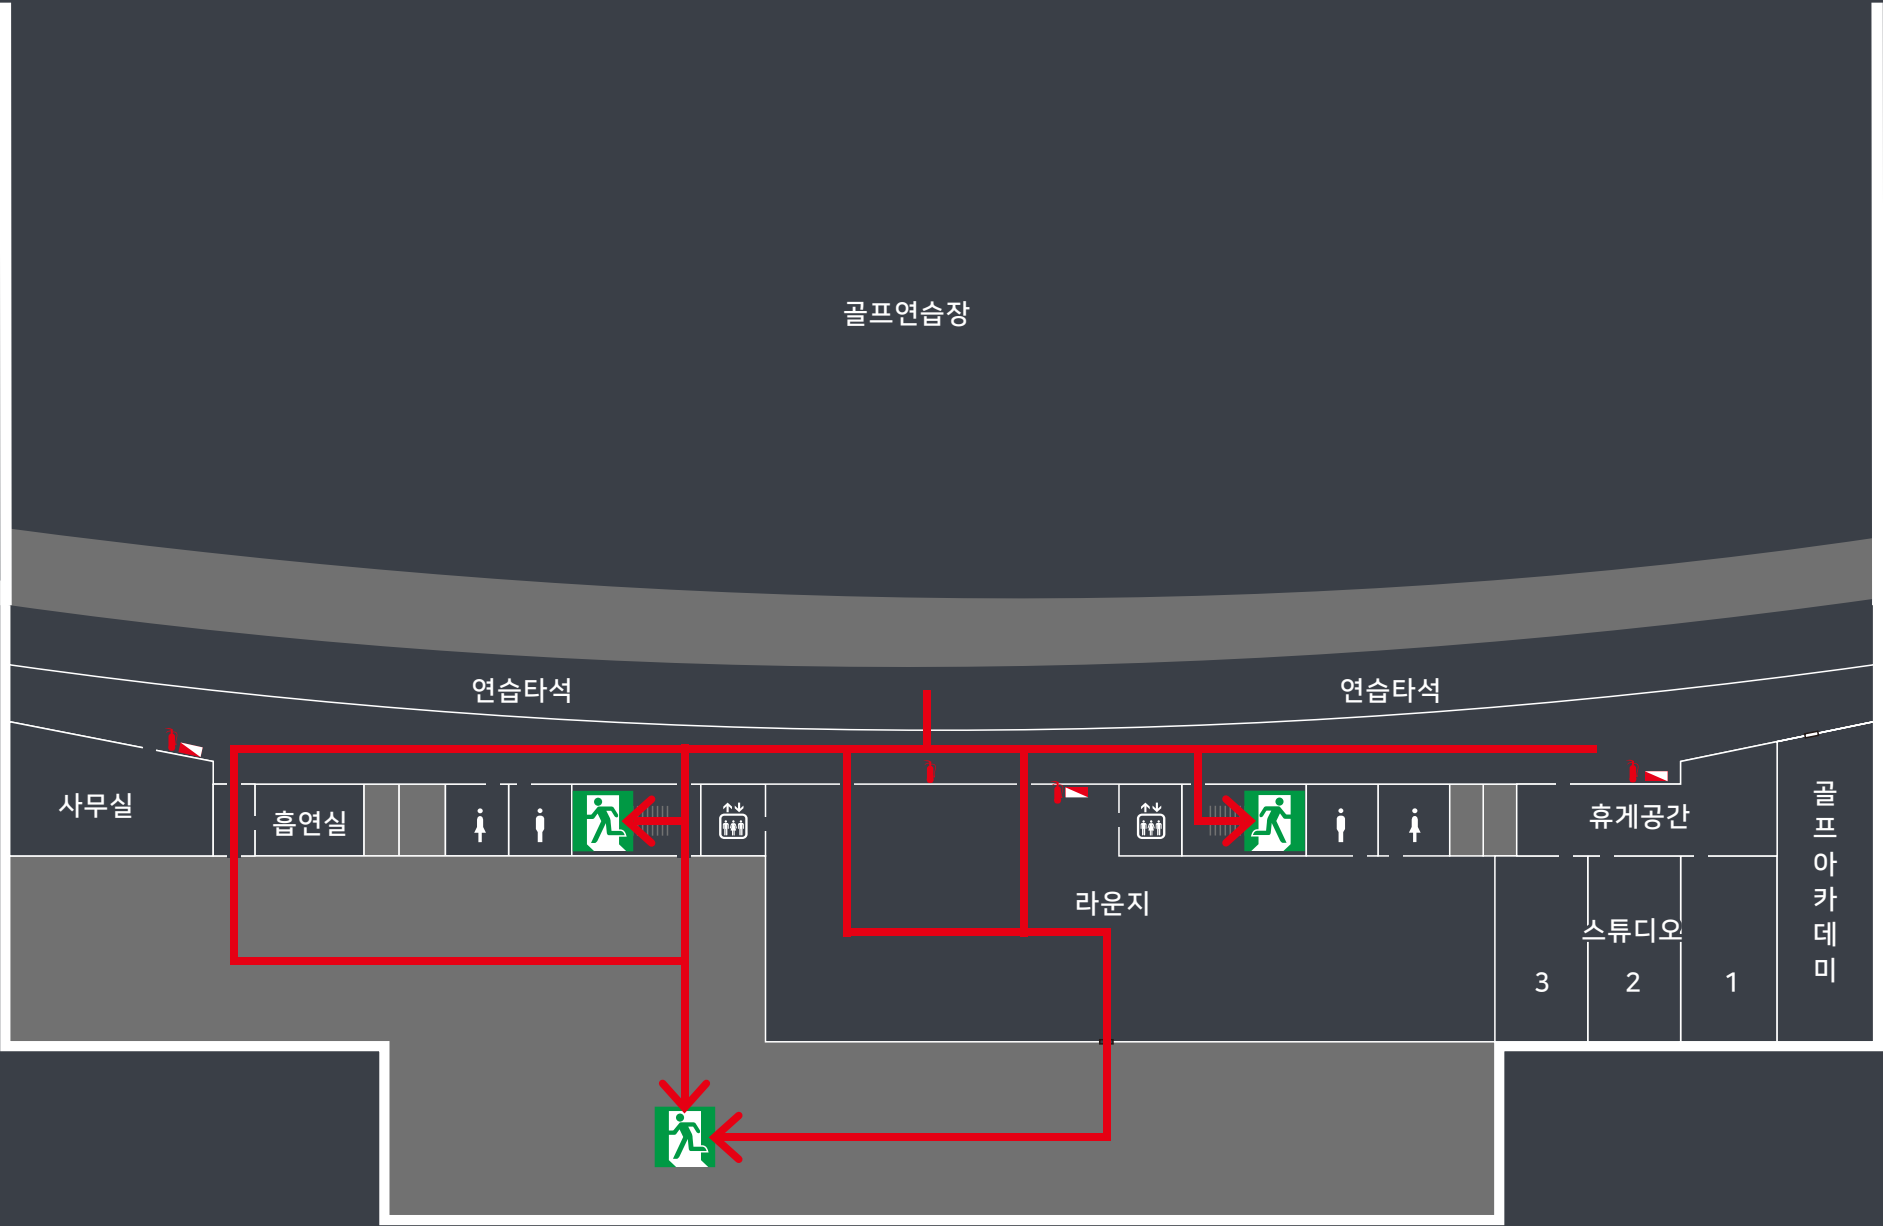 골프연습장
연습타석
연습타석
사무실
흡연실
휴게공간
골프아카데미
라운지
스튜디오
3
2
1